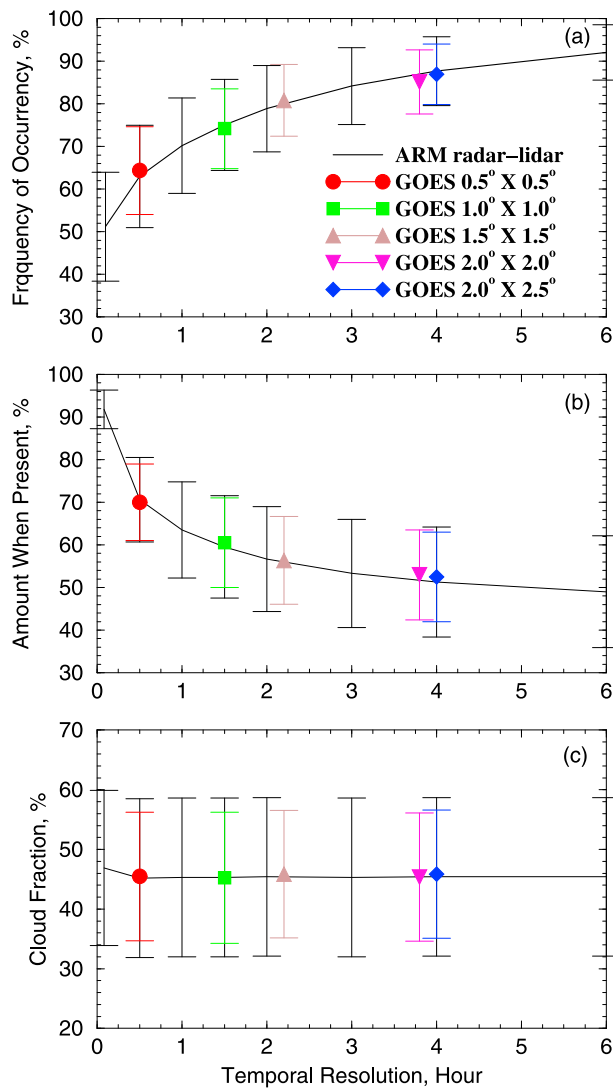 100
90
80
70
60
50
40
30
Frqquency of Occurrency, %
(a)
ARM radar–lidar
GOES 0.5° X 0.5°
GOES 1.0° X 1.0°
GOES 1.5° X 1.5°
GOES 2.0° X 2.0°
GOES 2.0° X 2.5°
0 1 2 3 4 5 6
100
90
80
70
60
50
40
30
Amount When Present, %
(b)
0 1 2 3 4 5 6
70
60
50
40
30
20
Cloud Fraction, %
(c)
0 1 2 3 4 5 6
Temporal Resolution, Hour